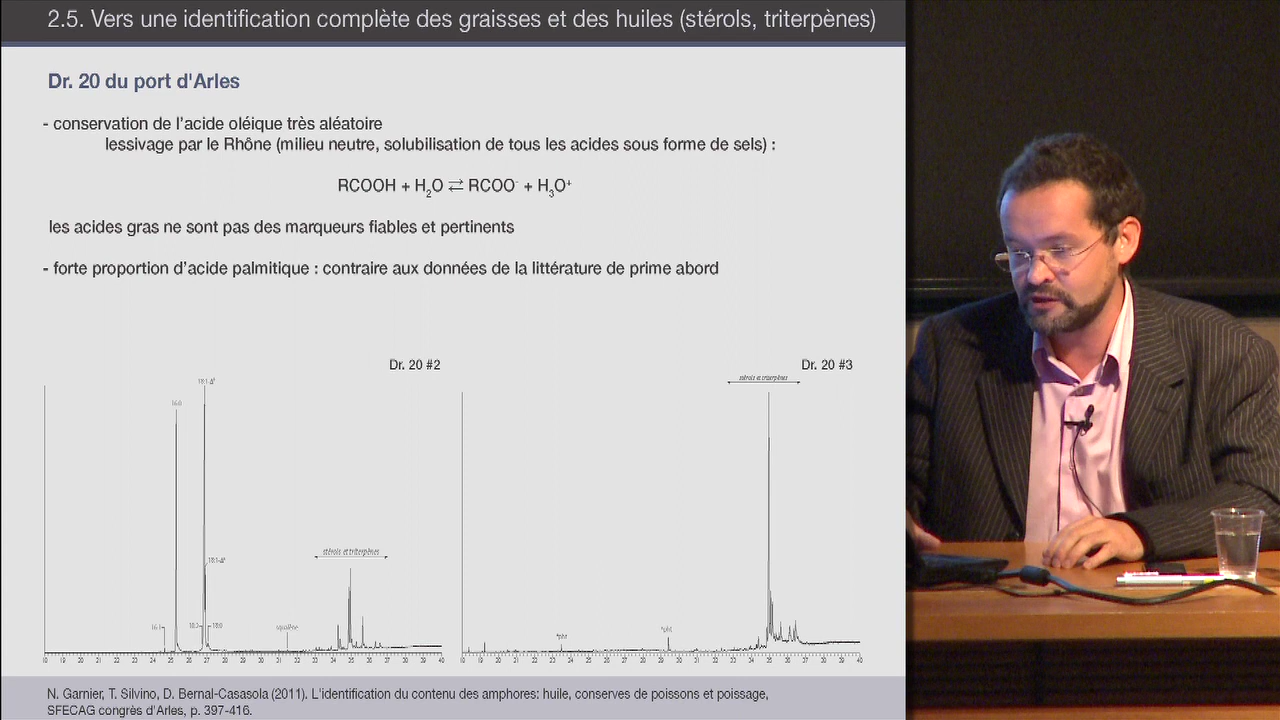 2.5. Vers une identification complète des graisses et des huiles (stérols, triterpènes)
Dr. 20 du port d'Arles
- conservation de l'acide oléique très aléatoire
lessivage par le Rhône (milieu neutre, solubilisation de tous les acides sous forme de sels) :
RCOOH + H₂O ⇄ RCOO⁻ + H₃O⁺
les acides gras ne sont pas des marqueurs fiables et pertinents
- forte proportion d'acide palmitique : contraire aux données de la littérature de prime abord
Dr. 20 #2
Dr. 20 #3
stérols et triterpènes
16:0
stérols et triterpènes
squalène
*pht
*pht
N. Garnier, T. Silvino, D. Bernal-Casasola (2011). L'identification du contenu des amphores: huile, conserves de poissons et poissage,
SFECAG congrès d'Arles, p. 397-416.